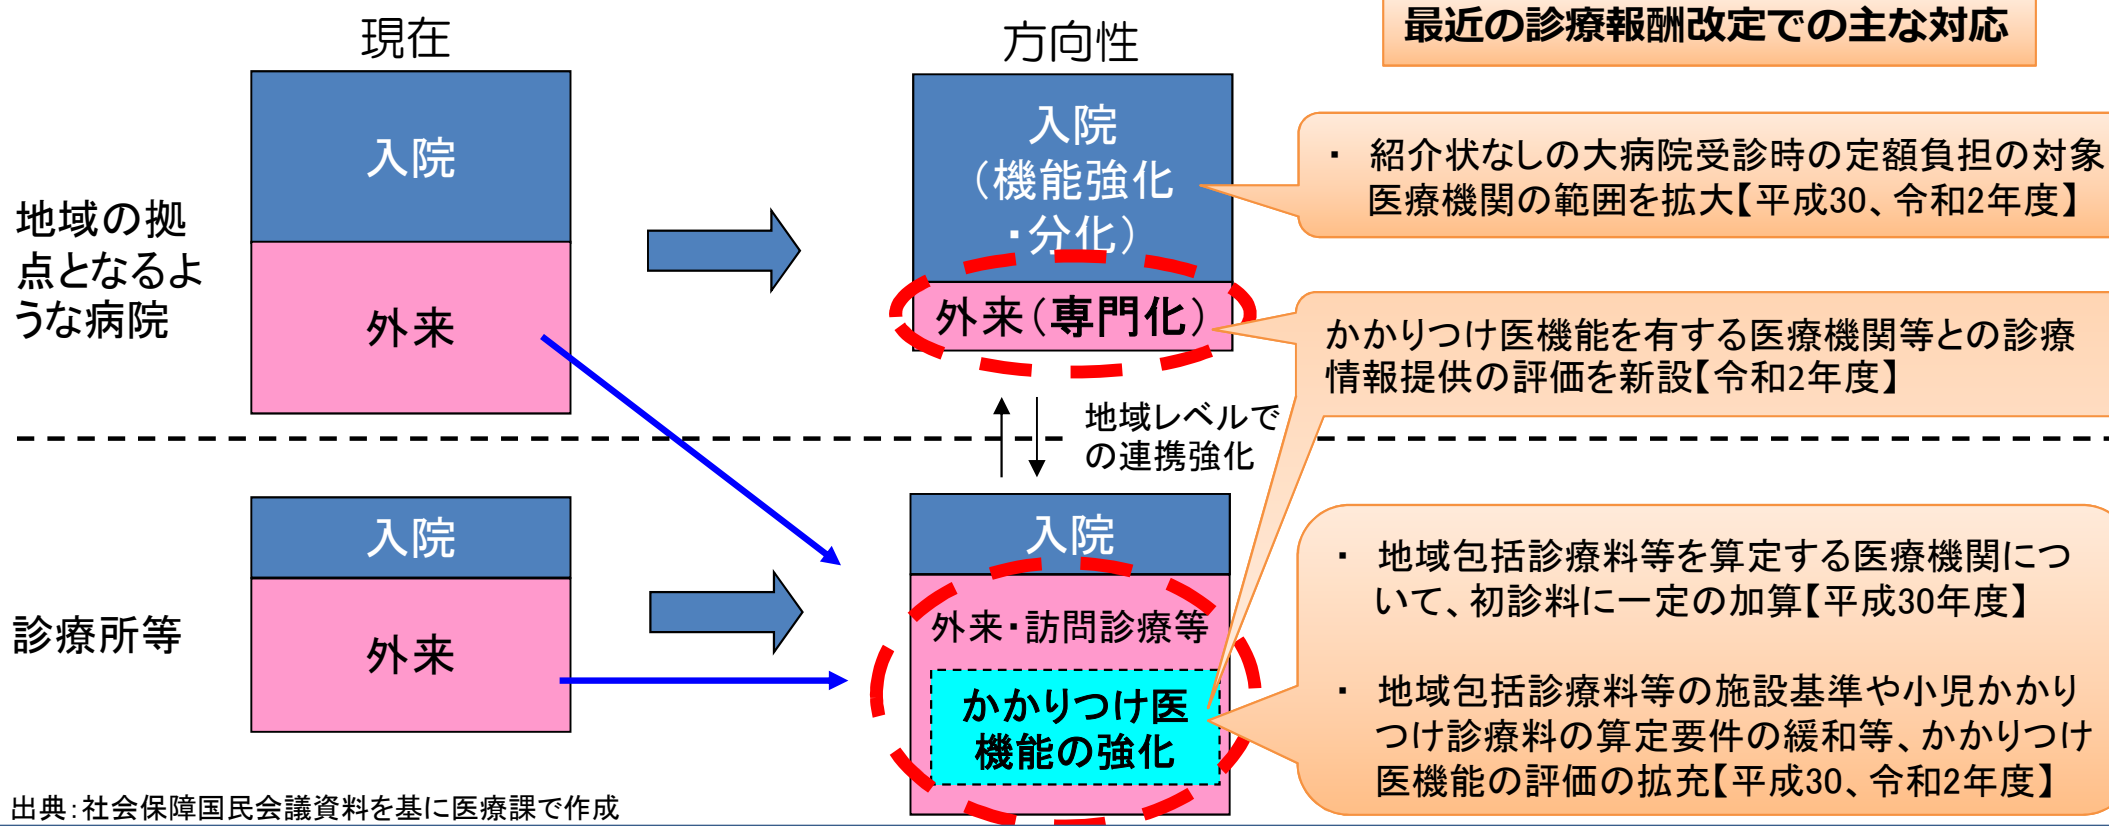 現在
方向性
最近の診療報酬改定での主な対応
地域の拠
点となるよ
うな病院
入院
外来
入院
（機能強化
・分化）
外来（専門化）
・ 紹介状なしの大病院受診時の定額負担の対象
医療機関の範囲を拡大【平成30、令和2年度】
かかりつけ医機能を有する医療機関等との診療
情報提供の評価を新設【令和2年度】
地域レベルで
の連携強化
診療所等
入院
外来
入院
外来・訪問診療等
かかりつけ医
機能の強化
・ 地域包括診療料等を算定する医療機関につ
いて、初診料に一定の加算【平成30年度】
・ 地域包括診療料等の施設基準や小児かかり
つけ診療料の算定要件の緩和等、かかりつけ
医機能の評価の拡充【平成30、令和2年度】
出典：社会保障国民会議資料を基に医療課で作成